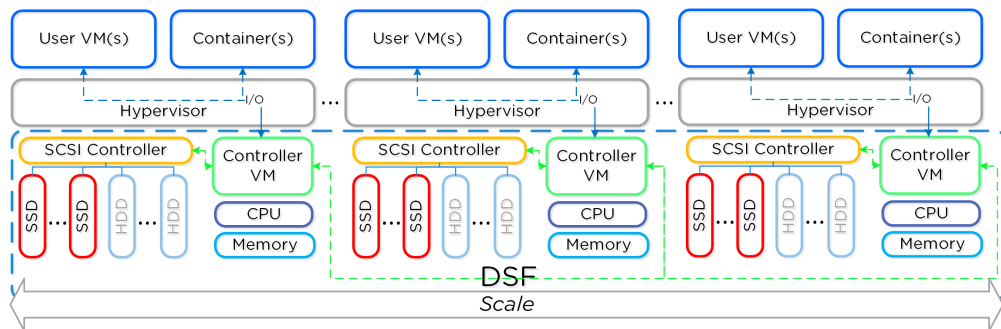 User VM(s) Container(s) User VM(s) Container(s) User VM(s) Container(s)
I/O I/O I/O
Hypervisor ... Hypervisor ... Hypervisor
SCSI Controller Controller VM SCSI Controller Controller VM SCSI Controller Controller VM
SSD ... SSD HDD ... HDD CPU SSD ... SSD HDD ... HDD CPU SSD ... SSD HDD ... HDD CPU
Memory Memory Memory
DSF
Scale